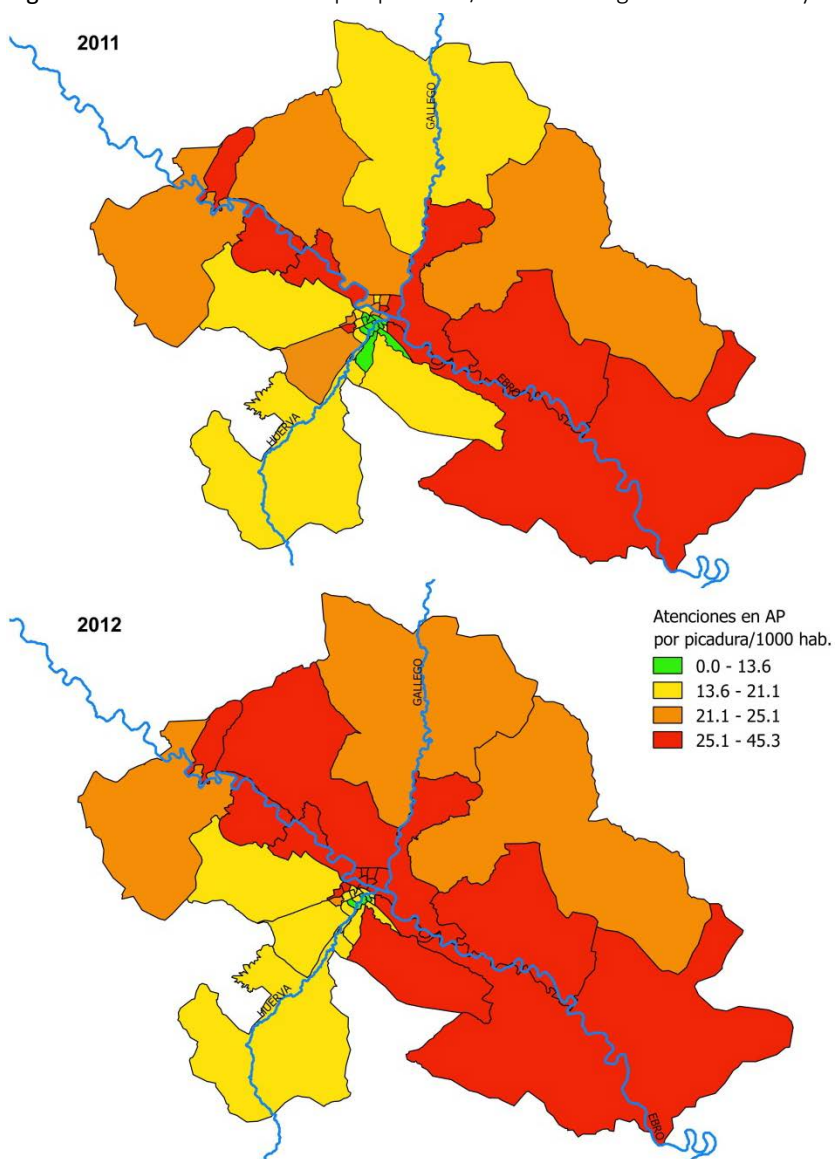 2011
GALLEGO
EBRO
HUERVA
2012
Atenciones en AP
por picadura/1000 hab.
0.0 - 13.6
13.6 - 21.1
21.1 - 25.1
25.1 - 45.3
GALLEGO
HUERVA
EBRO